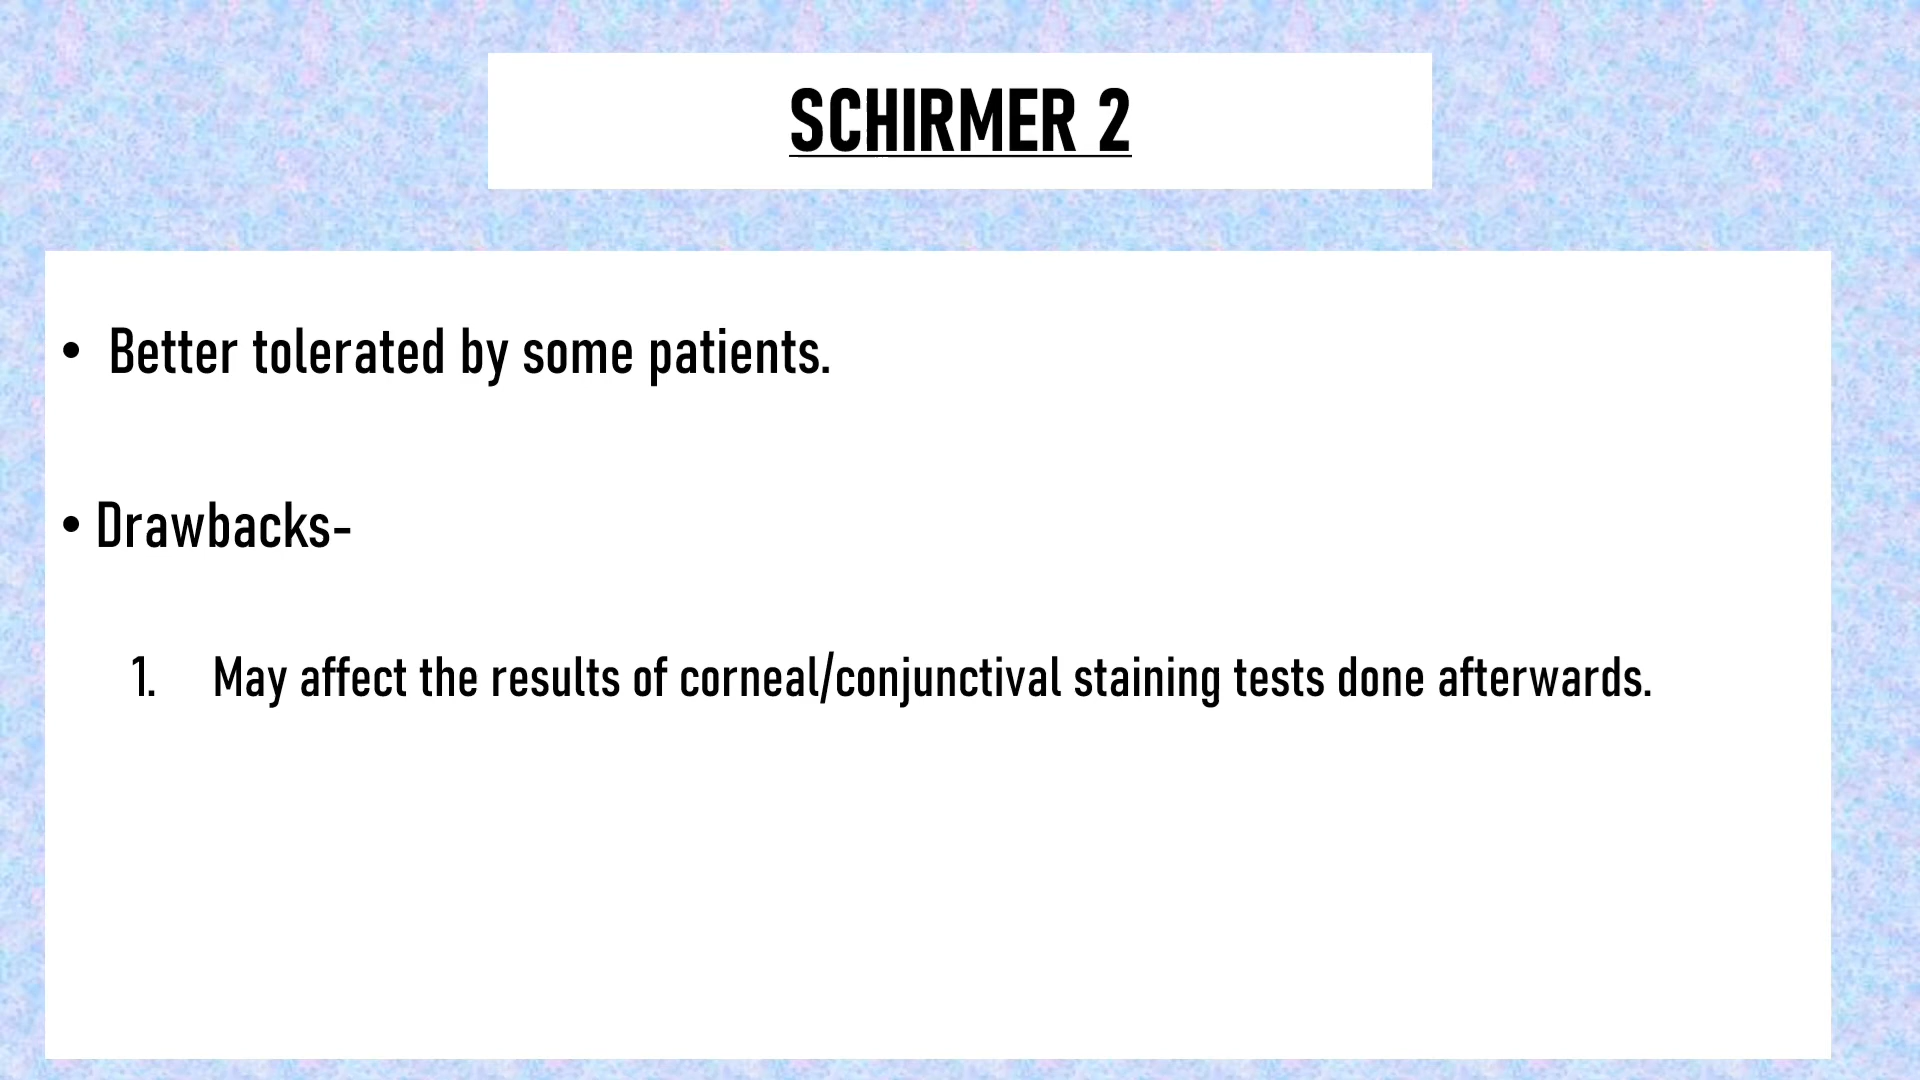 SCHIRMER 2
• Better tolerated by some patients.
• Drawbacks-
1. May affect the results of corneal/conjunctival staining tests done afterwards.